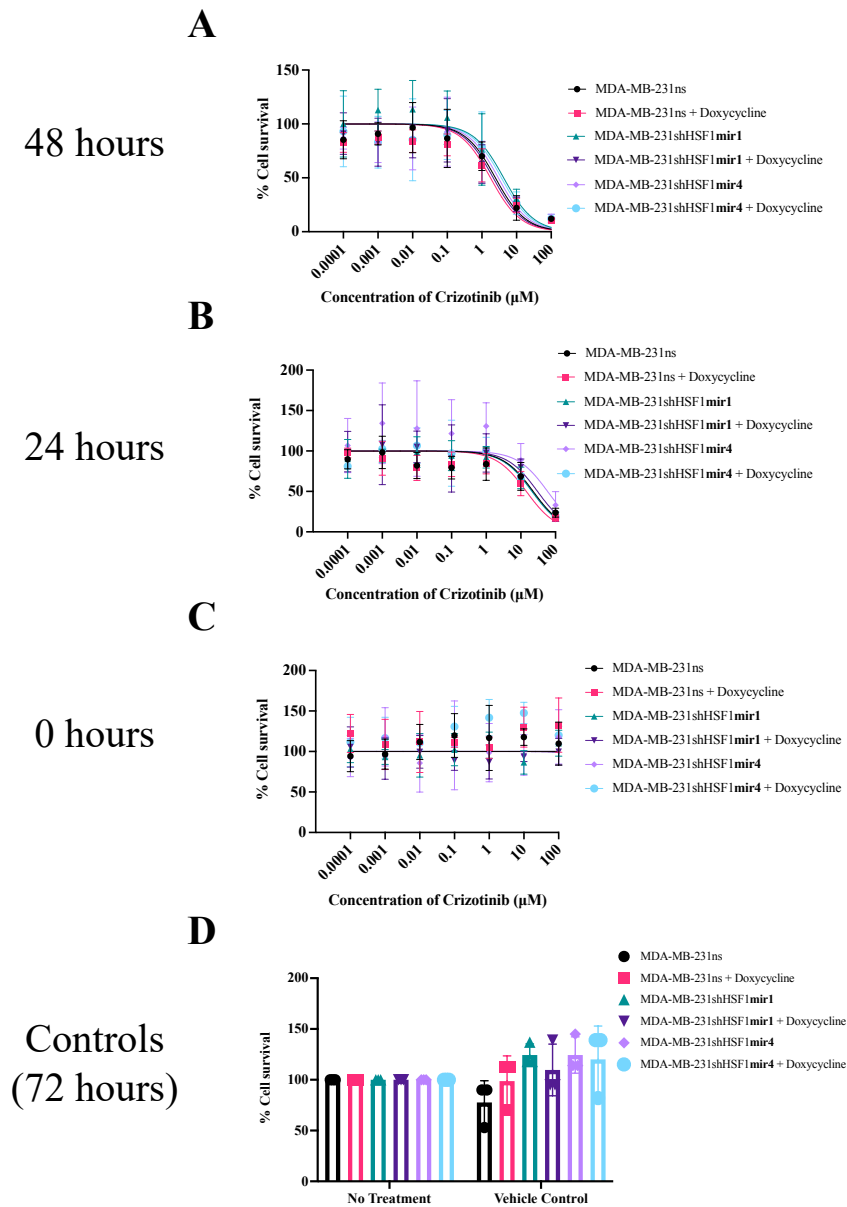 A
48 hours
150
100
50
0
% Cell survival
0.0001
0.001
0.01
0.1
1
10
100
Concentration of Crizotinib (μM)
MDA-MB-231ns
MDA-MB-231ns + Doxycycline
MDA-MB-231shHSF1mir1
MDA-MB-231shHSF1mir1 + Doxycycline
MDA-MB-231shHSF1mir4
MDA-MB-231shHSF1mir4 + Doxycycline
B
24 hours
200
150
100
50
0
% Cell survival
0.0001
0.001
0.01
0.1
1
10
100
Concentration of Crizotinib (μM)
MDA-MB-231ns
MDA-MB-231ns + Doxycycline
MDA-MB-231shHSF1mir1
MDA-MB-231shHSF1mir1 + Doxycycline
MDA-MB-231shHSF1mir4
MDA-MB-231shHSF1mir4 + Doxycycline
C
0 hours
200
150
100
50
0
% Cell survival
0.0001
0.001
0.01
0.1
1
10
100
Concentration of Crizotinib (μM)
MDA-MB-231ns
MDA-MB-231ns + Doxycycline
MDA-MB-231shHSF1mir1
MDA-MB-231shHSF1mir1 + Doxycycline
MDA-MB-231shHSF1mir4
MDA-MB-231shHSF1mir4 + Doxycycline
D
Controls
(72 hours)
200
150
100
50
0
% Cell survival
No Treatment
Vehicle Control
MDA-MB-231ns
MDA-MB-231ns + Doxycycline
MDA-MB-231shHSF1mir1
MDA-MB-231shHSF1mir1 + Doxycycline
MDA-MB-231shHSF1mir4
MDA-MB-231shHSF1mir4 + Doxycycline